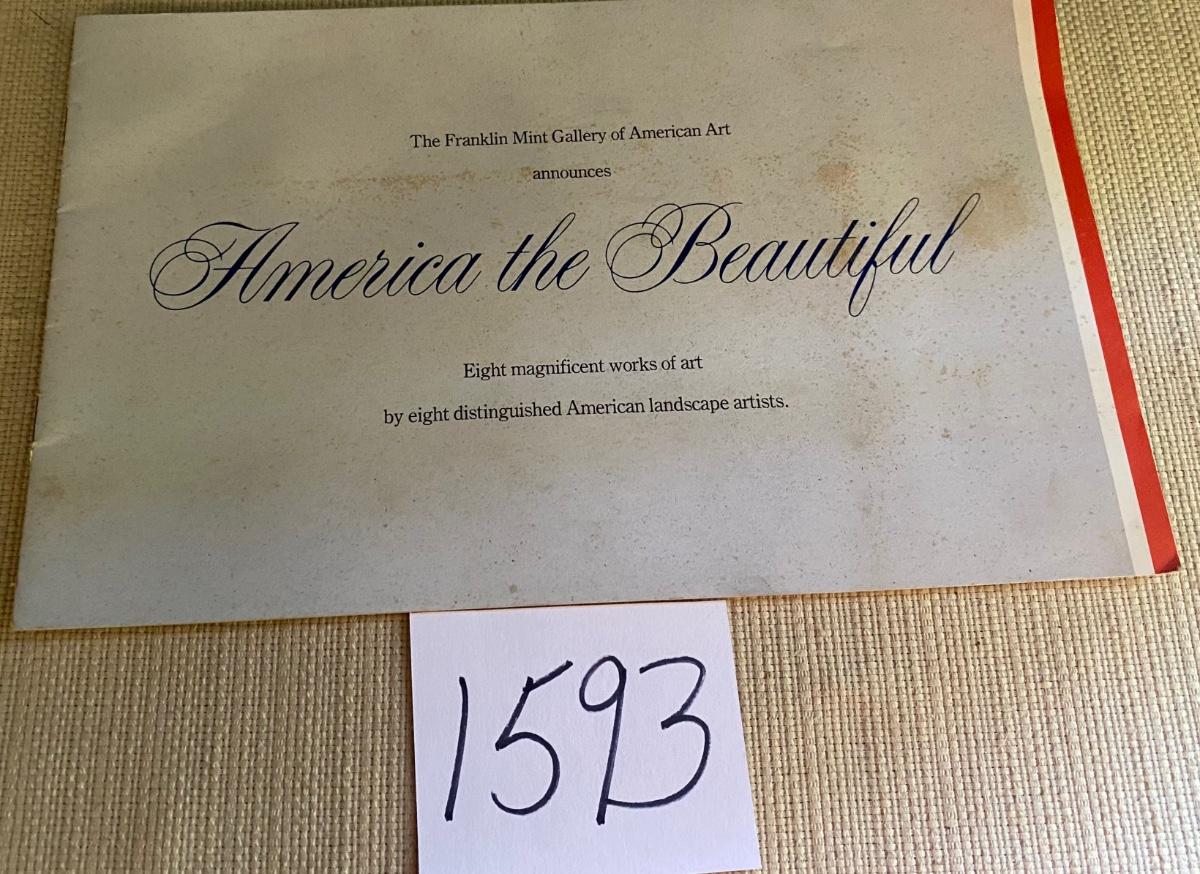 The Franklin Mint Gallery of American Art
announces
America the Beautiful
Eight magnificent works of art
by eight distinguished American landscape artists.
1593